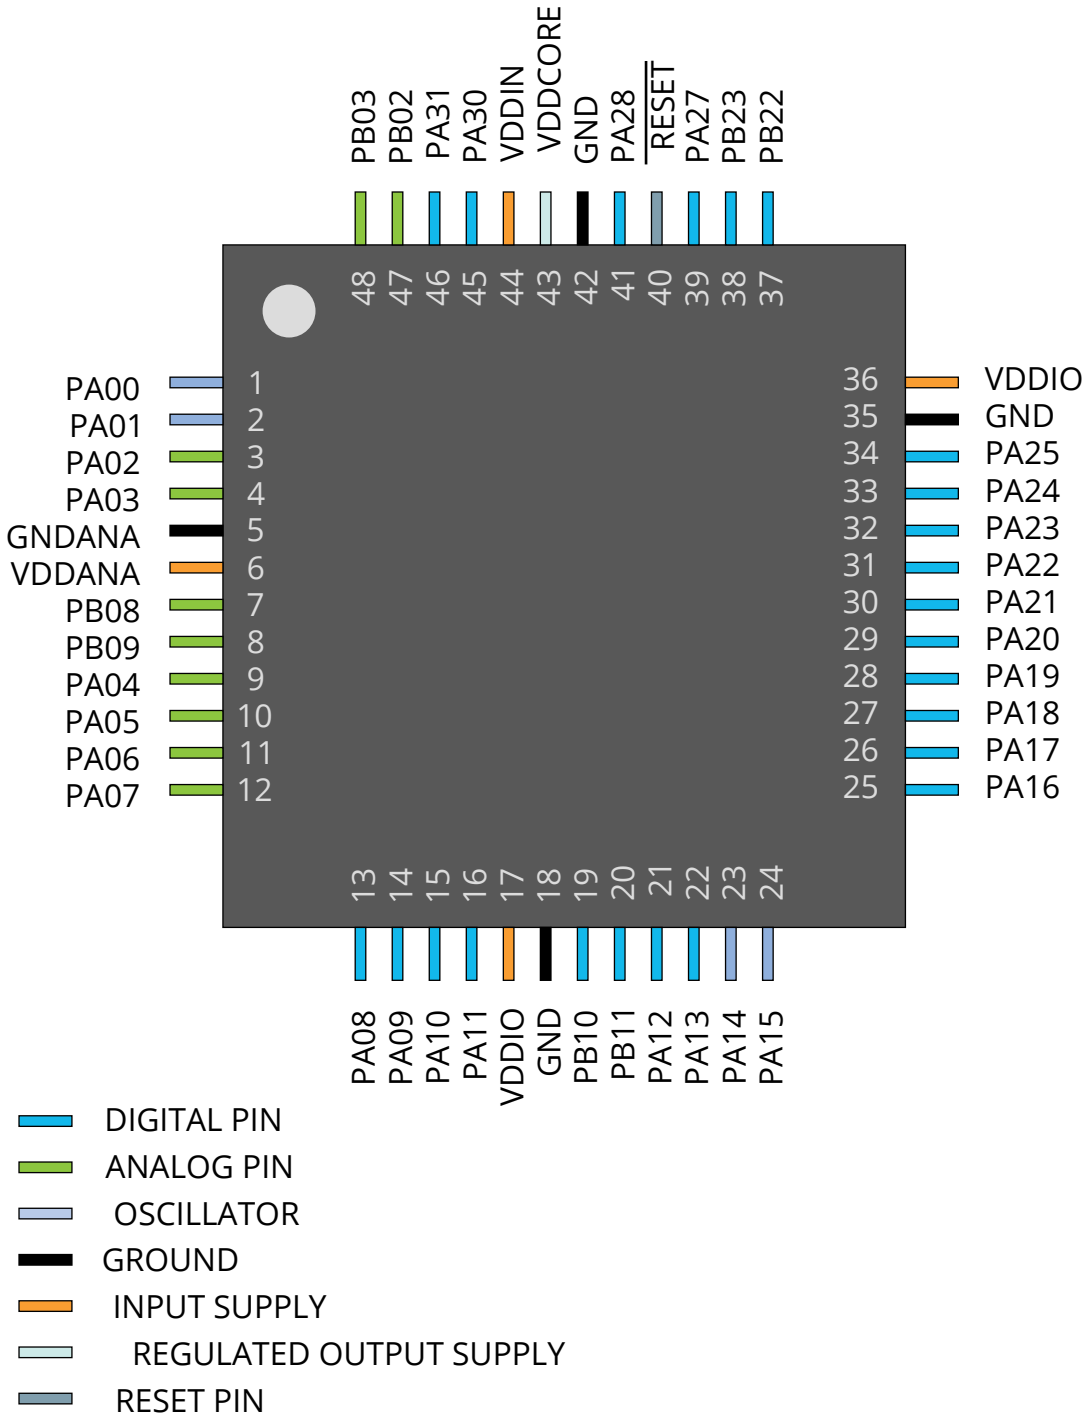 PB03
PB02
PA31
PA30
VDDIN
VDDCORE
GND
PA28
RESET
PA27
PB23
PB22
48
47
46
45
44
43
42
41
40
39
38
37
PA00 1
PA01 2
PA02 3
PA03 4
GNDANA 5
VDDANA 6
PB08 7
PB09 8
PA04 9
PA05 10
PA06 11
PA07 12
36 VDDIO
35 GND
34 PA25
33 PA24
32 PA23
31 PA22
30 PA21
29 PA20
28 PA19
27 PA18
26 PA17
25 PA16
13
14
15
16
17
18
19
20
21
22
23
24
PA08
PA09
PA10
PA11
VDDIO
GND
PB10
PB11
PA12
PA13
PA14
PA15
DIGITAL PIN
ANALOG PIN
OSCILLATOR
GROUND
INPUT SUPPLY
REGULATED OUTPUT SUPPLY
RESET PIN